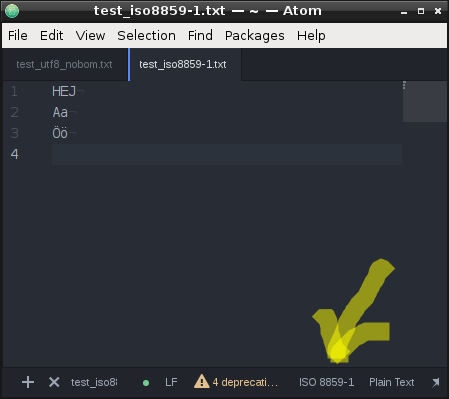 test_iso8859-1.txt — ~ — Atom
File Edit View Selection Find Packages Help
test_utf8_nobom.txt test_iso8859-1.txt
1 HEJ¬
2 Aa¬
3 Öö¬
4
test_iso8 LF 4 deprecati... ISO 8859-1 Plain Text